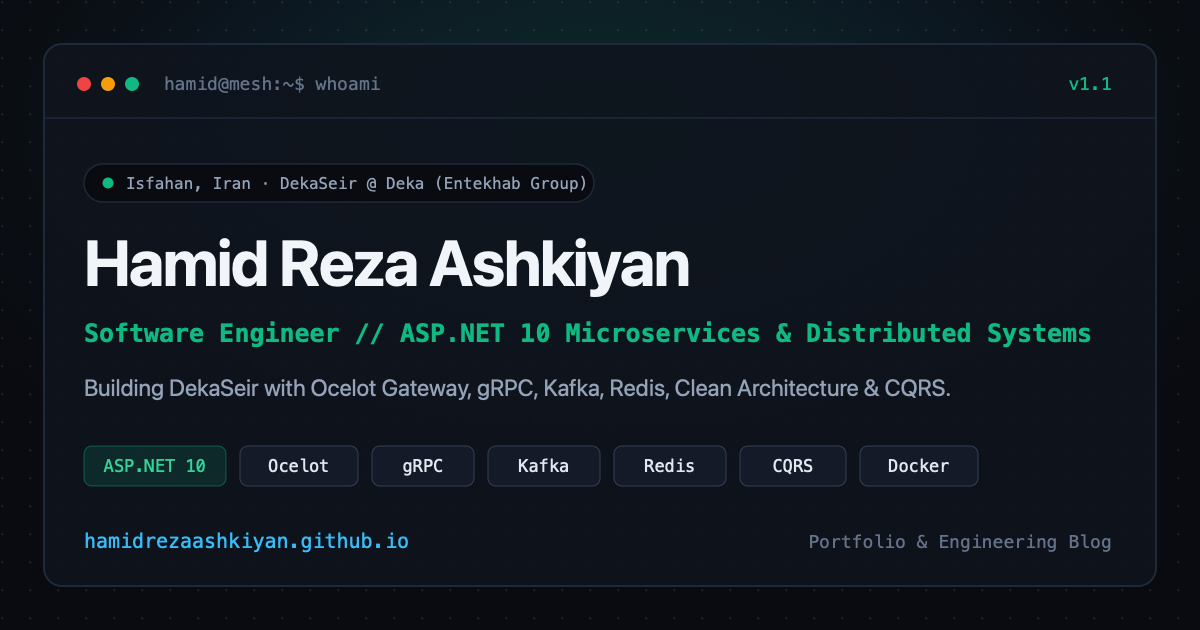 hamid@mesh:~$ whoami
v1.1
Isfahan, Iran · DekaSeir @ Deka (Entekhab Group)
Hamid Reza Ashkiyan
Software Engineer // ASP.NET 10 Microservices & Distributed Systems
Building DekaSeir with Ocelot Gateway, gRPC, Kafka, Redis, Clean Architecture & CQRS.
ASP.NET 10 Ocelot gRPC Kafka Redis CQRS Docker
hamidrezaashkiyan.github.io
Portfolio & Engineering Blog